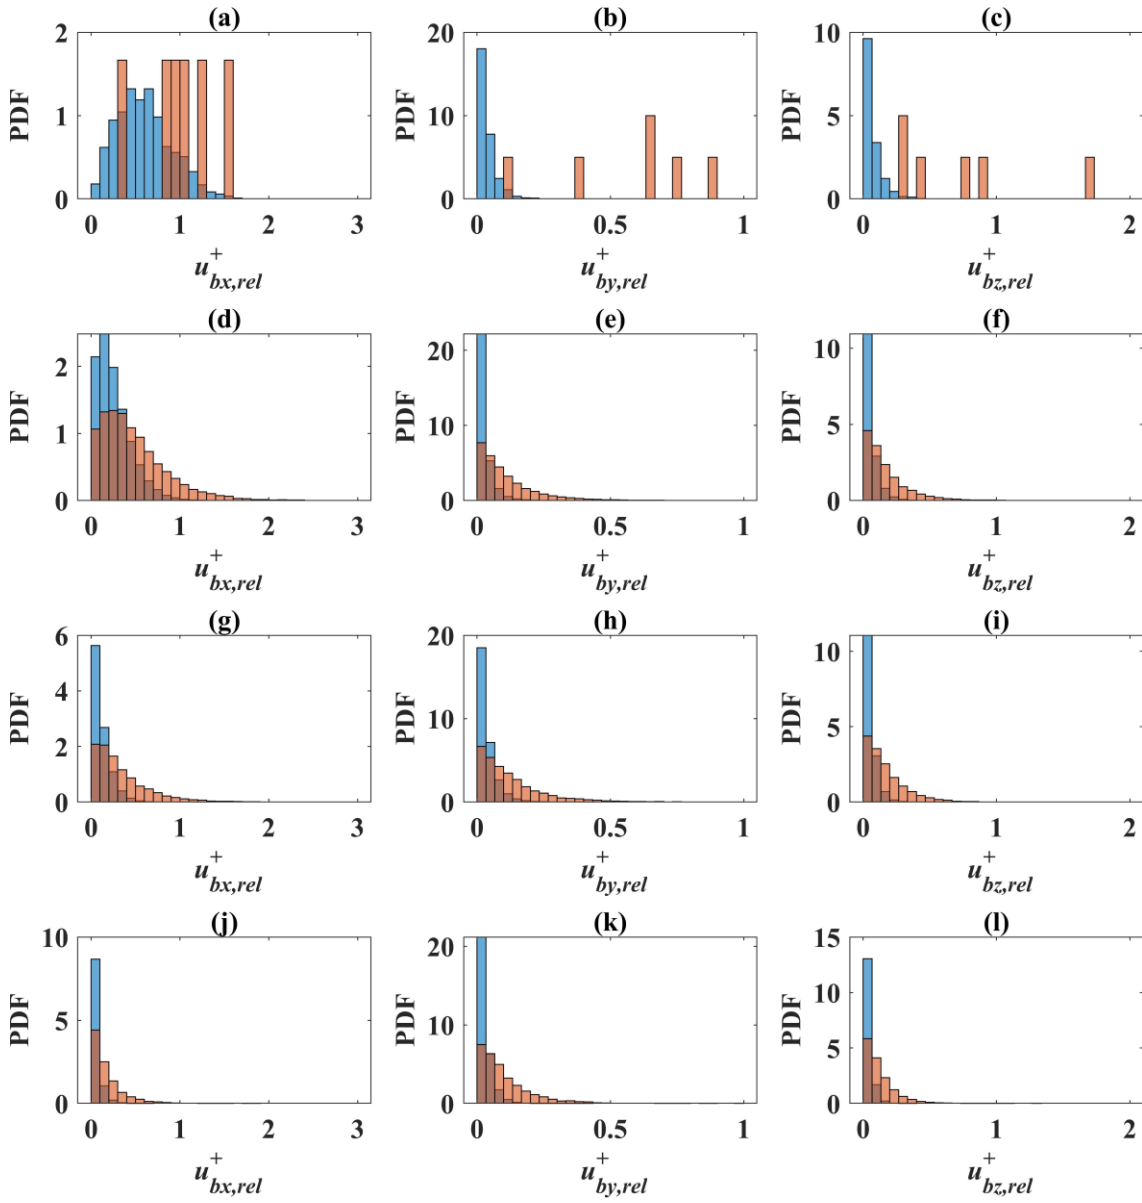 (a) (b) (c)
PDF 2 1 0 PDF 20 10 0 PDF 10 5 0
0 1 2 3 0 0.5 1 0 1 2
u+bx,rel u+by,rel u+bz,rel
(d) (e) (f)
PDF 2 1 0 PDF 20 10 0 PDF 10 5 0
0 1 2 3 0 0.5 1 0 1 2
u+bx,rel u+by,rel u+bz,rel
(g) (h) (i)
PDF 6 4 2 0 PDF 20 10 0 PDF 10 5 0
0 1 2 3 0 0.5 1 0 1 2
u+bx,rel u+by,rel u+bz,rel
(j) (k) (l)
PDF 10 5 0 PDF 20 10 0 PDF 15 10 5 0
0 1 2 3 0 0.5 1 0 1 2
u+bx,rel u+by,rel u+bz,rel